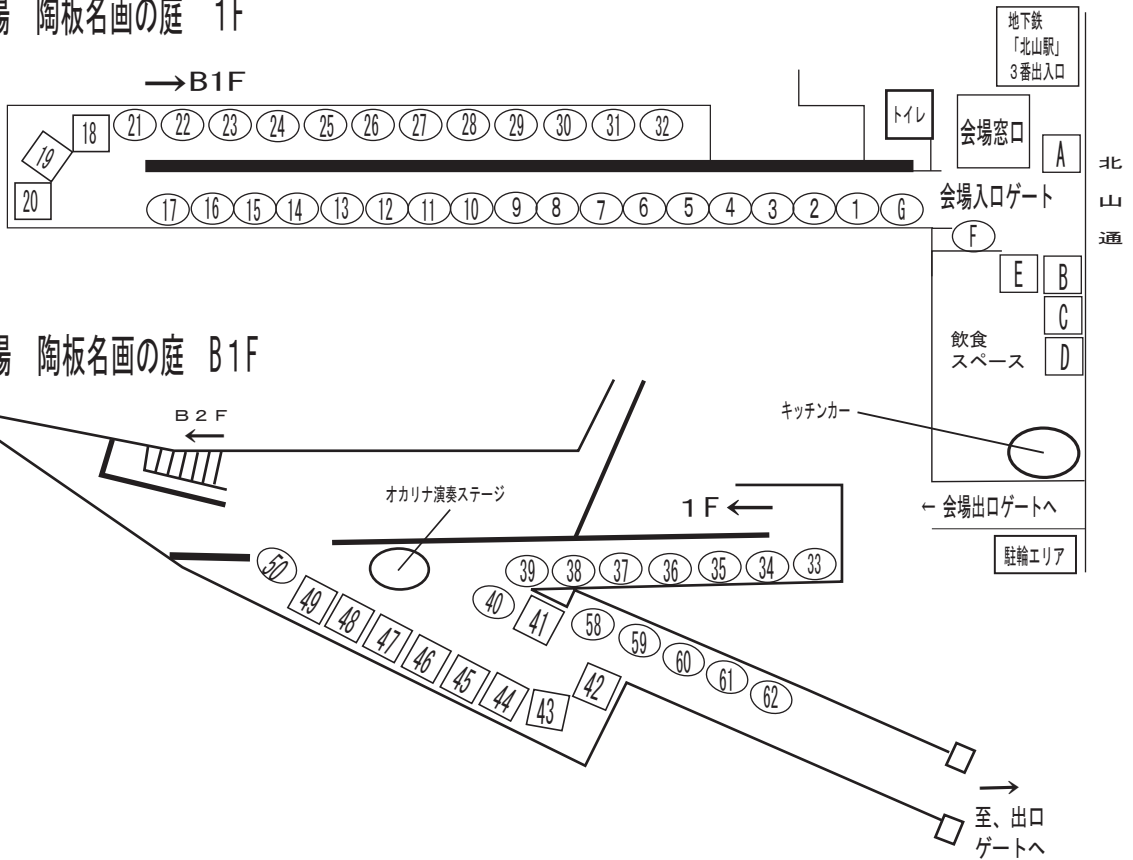 場　陶板名画の庭　1F
地下鉄
「北山駅」
３番出入口
→B1F
トイレ
会場窓口
A
北山通
18 21 22 23 24 25 26 27 28 29 30 31 32
19
20
17 16 15 14 13 12 11 10 9 8 7 6 5 4 3 2 1 G
会場入口ゲート
F
E B
C
D
飲食
スペース
場　陶板名画の庭　B1F
Ｂ２Ｆ
←
キッチンカー
オカリナ演奏ステージ
１Ｆ←
← 会場出口ゲートへ
駐輪エリア
39 38 37 36 35 34 33
50 49 48 47 46 45 44 43 42
40 41 58 59 60 61 62
→
至、出口
ゲートへ